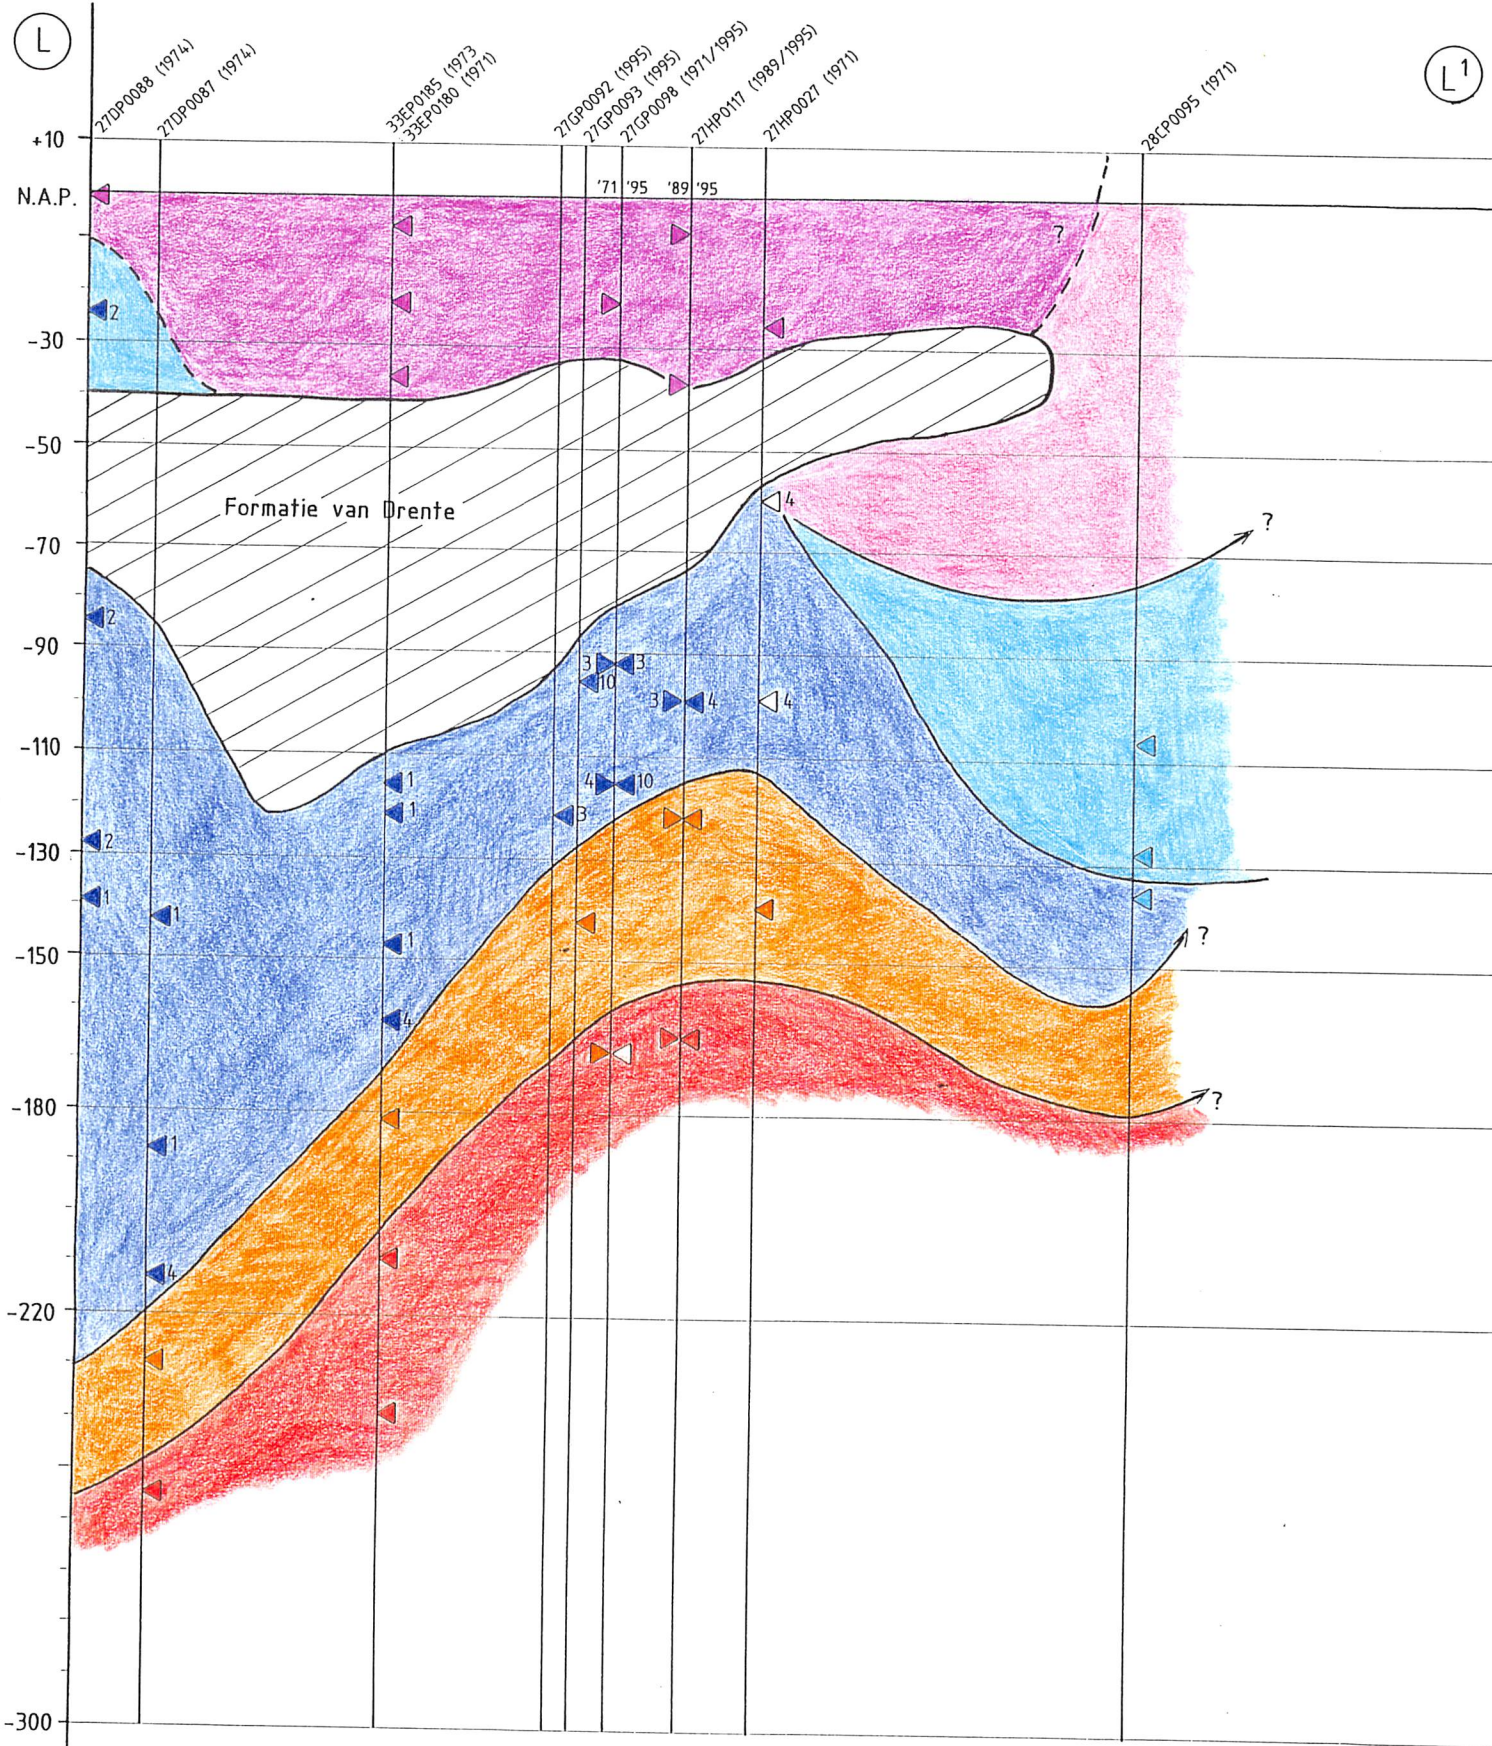 L
L1
27DP0088 (1974)
27DP0087 (1974)
33EP0185 (1973
33EP0180 (1971)
27GP0092 (1995)
27GP0093 (1995)
27GP0098 (1971/1995)
27HP0117 (1989/1995)
27HP0027 (1971)
28CP0095 (1971)
+10
N.A.P.
'71 '95 '89 '95
?
2
-30
-50
4
Formatie van Drente
?
-70
2
-90
3 3
10
3 4 4
-110
1
4 10
1
3
-130
2
1
1
1
?
-150
4
-180
?
1
4
-220
-300